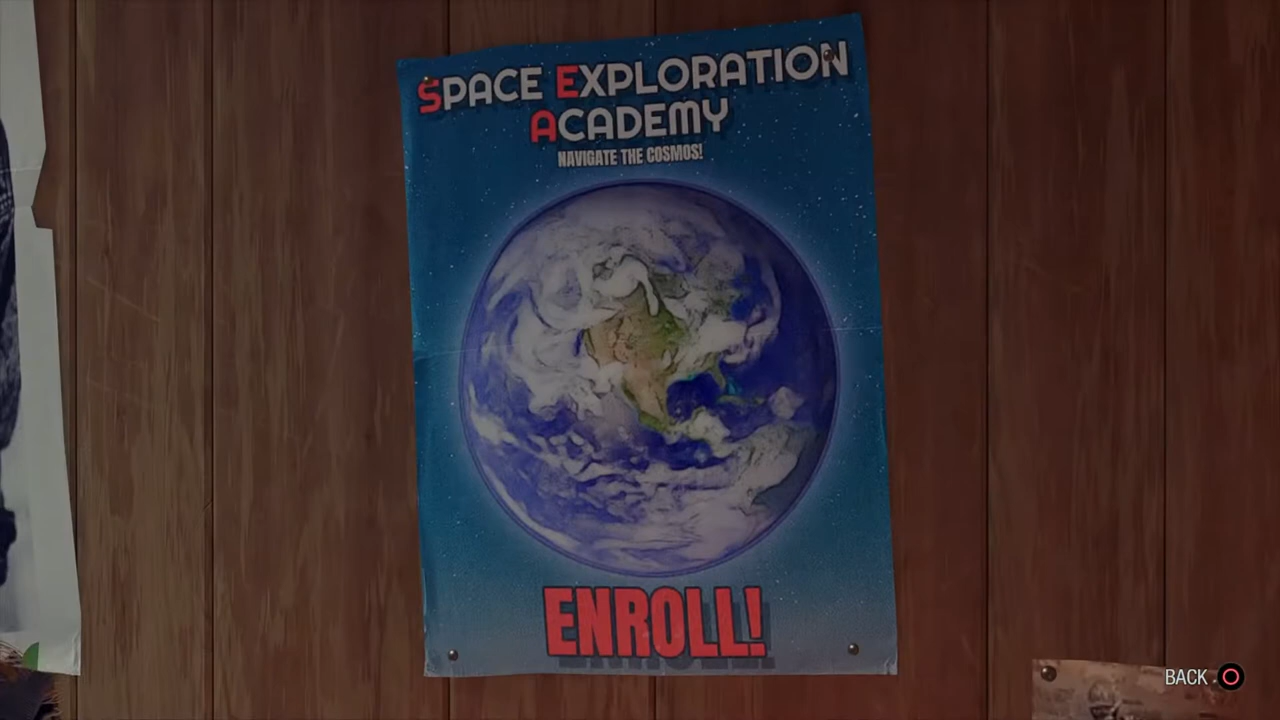 SPACE EXPLORATION
ACADEMY
NAVIGATE THE COSMOS!
ENROLL!
BACK